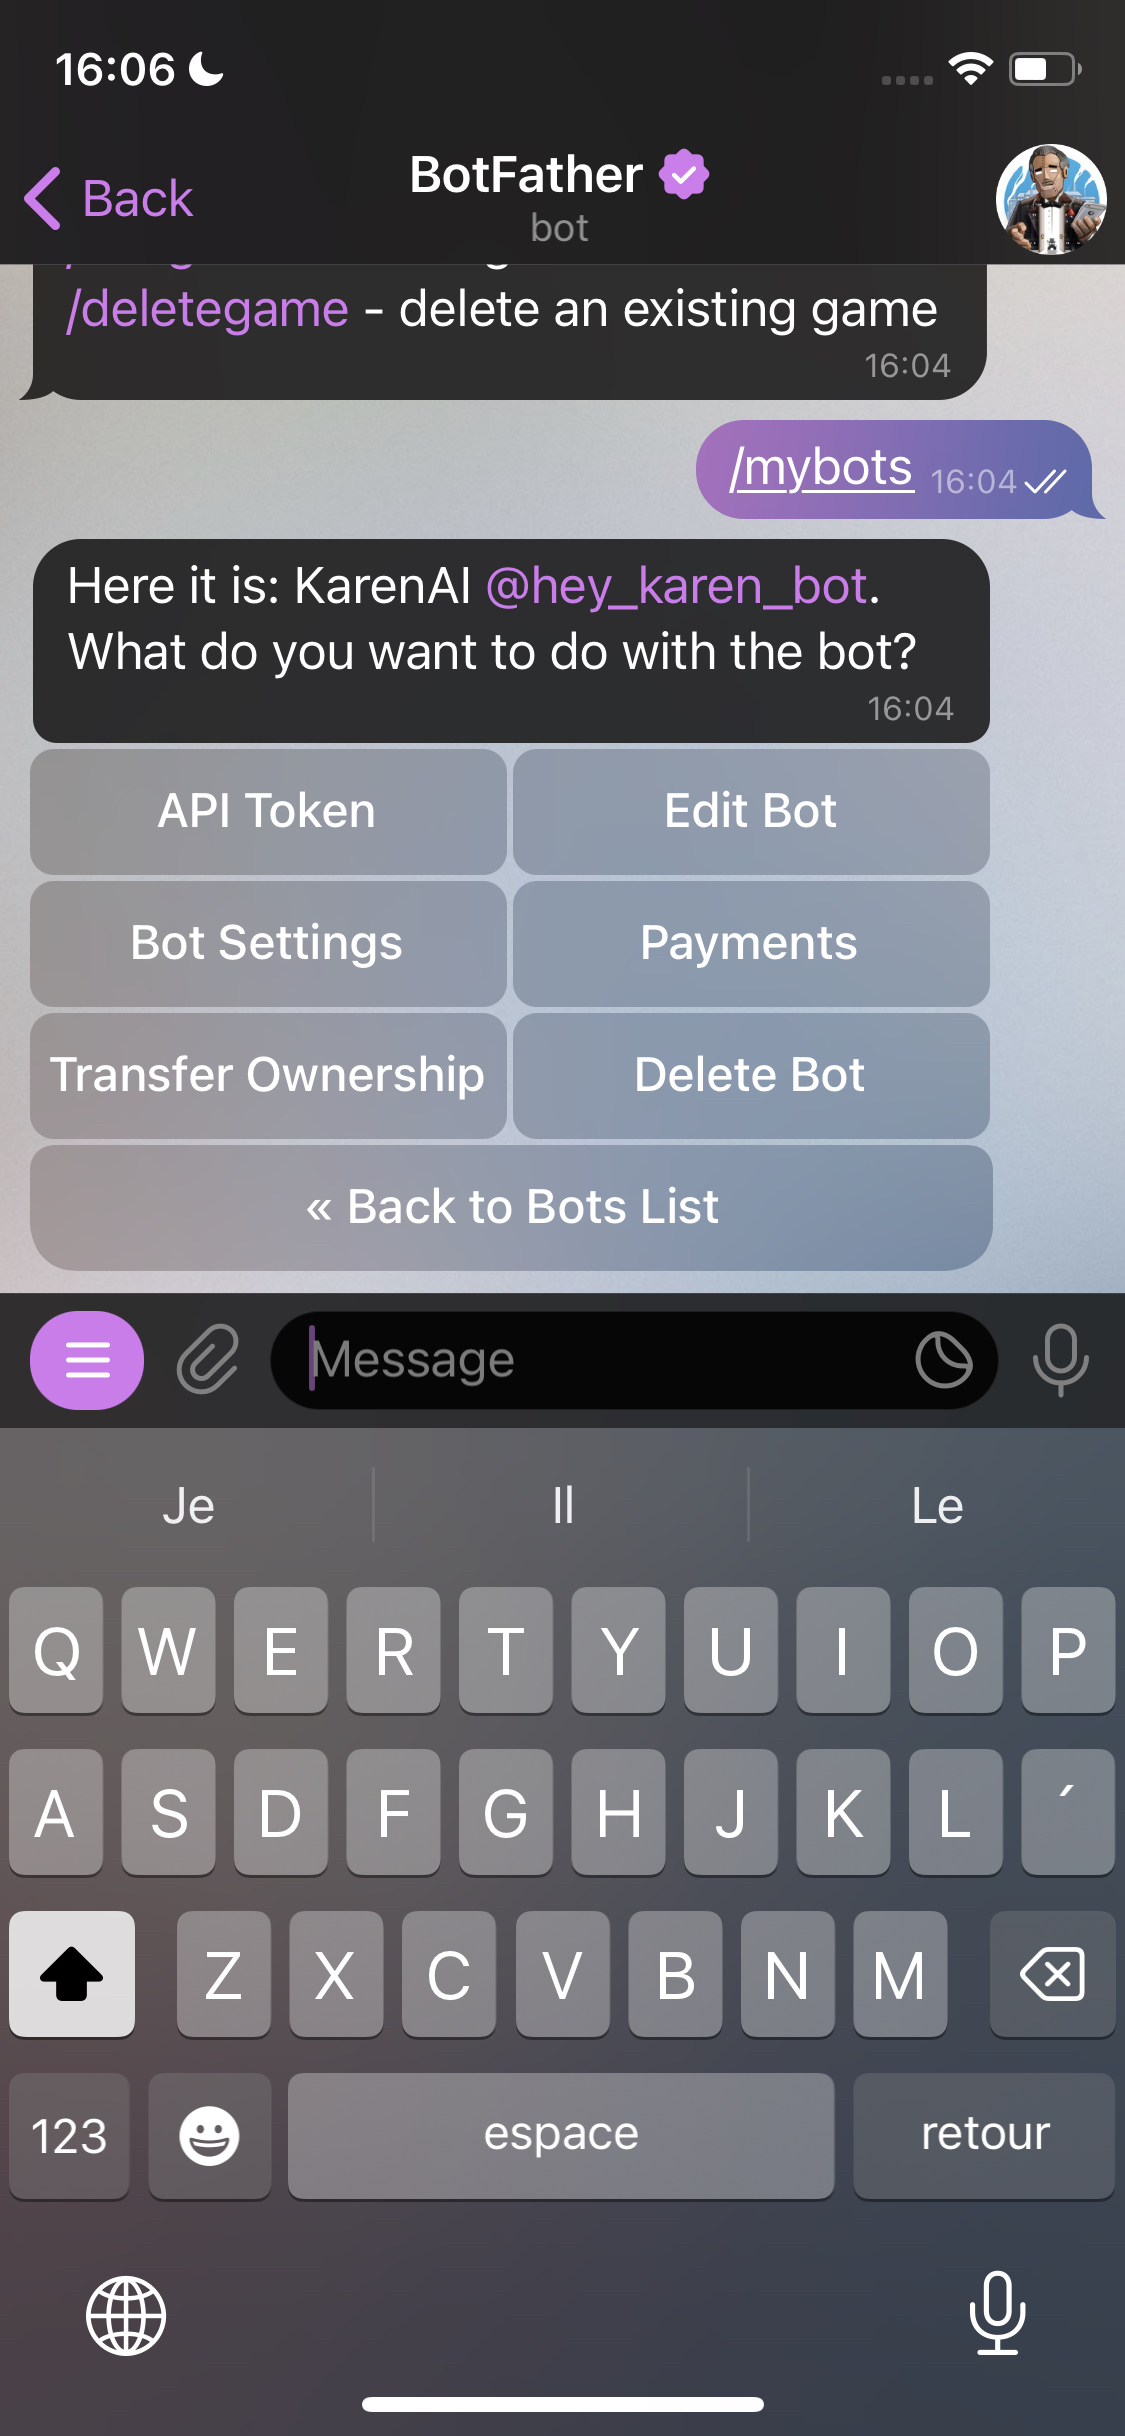 16:06
Back
BotFather
bot
/deletegame - delete an existing game
16:04
/mybots 16:04
Here it is: KarenAI @hey_karen_bot.
What do you want to do with the bot?
16:04
API Token
Edit Bot
Bot Settings
Payments
Transfer Ownership
Delete Bot
« Back to Bots List
Message
Je
Il
Le
Q W E R T Y U I O P
A S D F G H J K L ´
Z X C V B N M
123
espace
retour